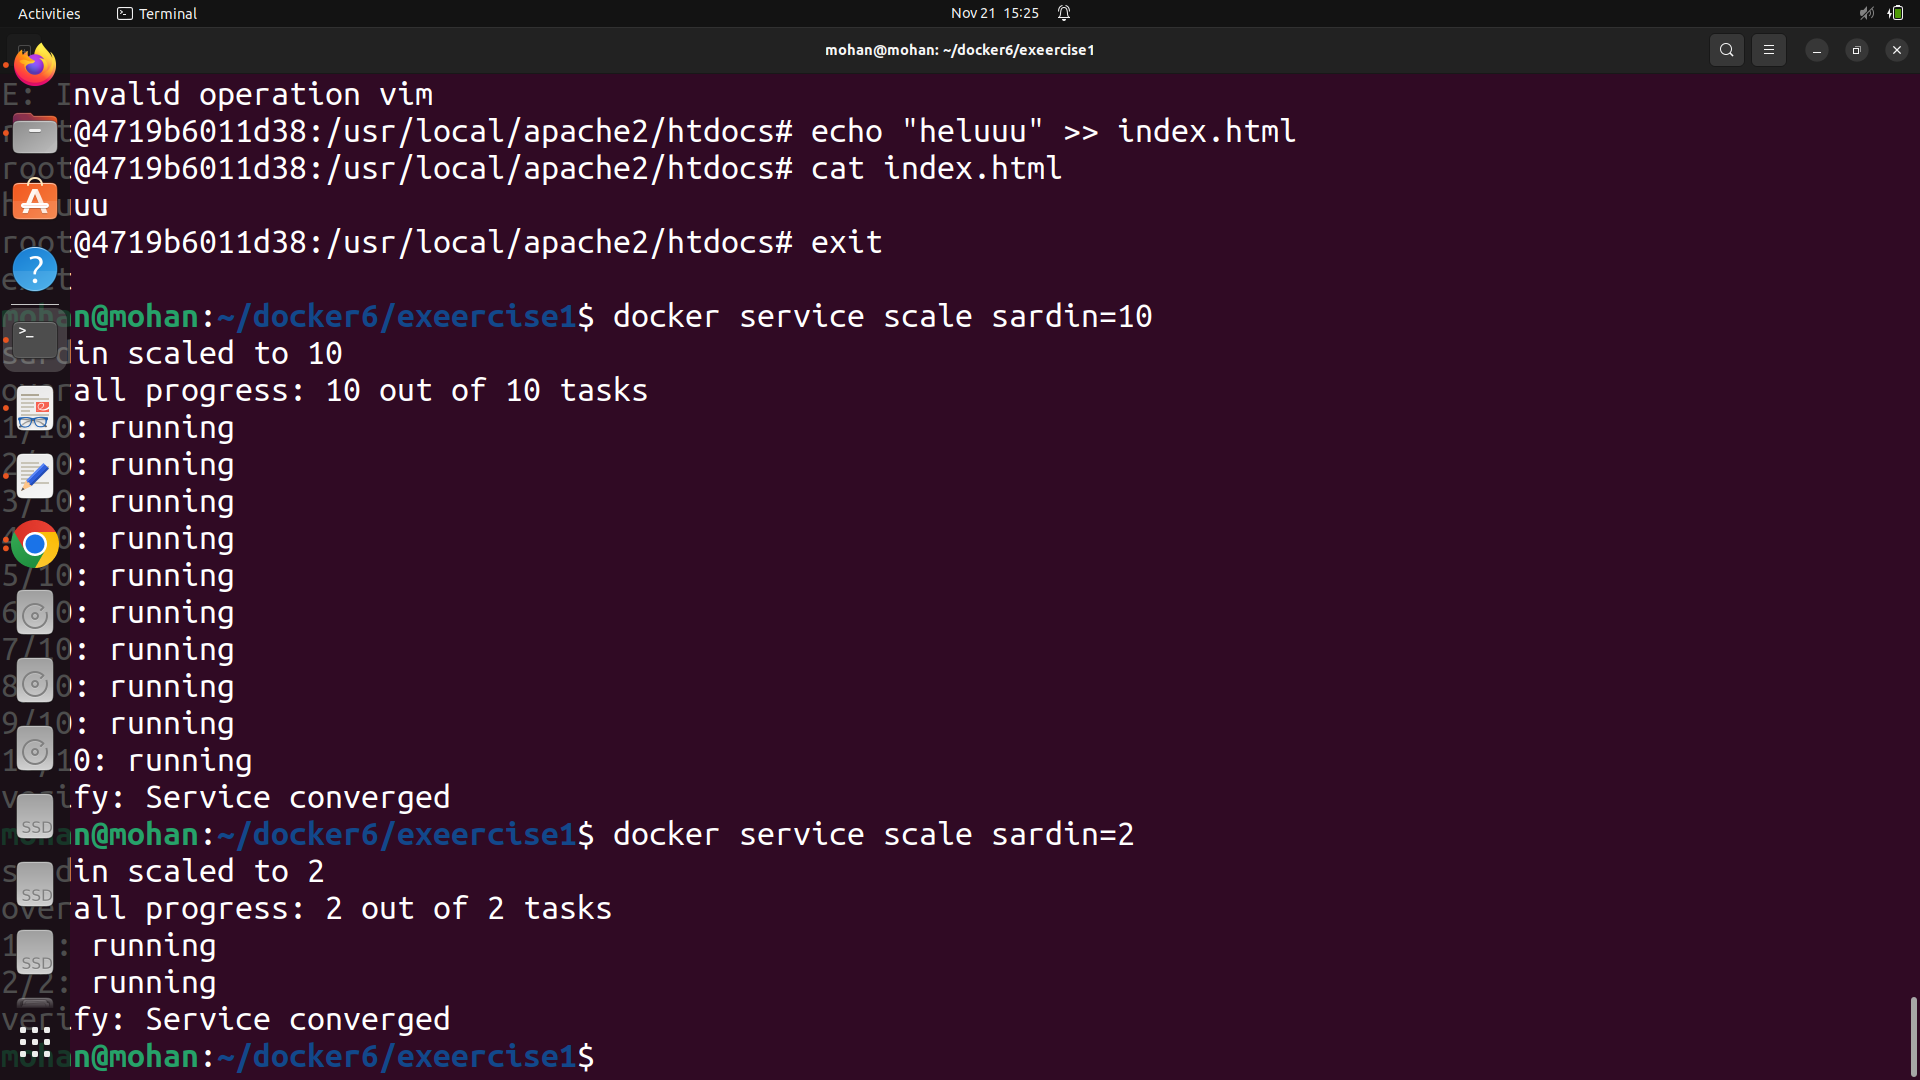 Activities
Terminal
Nov 21 15:25
mohan@mohan: ~/docker6/exeercise1
E: Invalid operation vim
root@4719b6011d38:/usr/local/apache2/htdocs# echo "heluuu" >> index.html
root@4719b6011d38:/usr/local/apache2/htdocs# cat index.html
heluuu
root@4719b6011d38:/usr/local/apache2/htdocs# exit
exit
mohan@mohan:~/docker6/exeercise1$ docker service scale sardin=10
sardin scaled to 10
overall progress: 10 out of 10 tasks
1/10: running
2/10: running
3/10: running
4/10: running
5/10: running
6/10: running
7/10: running
8/10: running
9/10: running
10/10: running
verify: Service converged
mohan@mohan:~/docker6/exeercise1$ docker service scale sardin=2
sardin scaled to 2
overall progress: 2 out of 2 tasks
1/2: running
2/2: running
verify: Service converged
mohan@mohan:~/docker6/exeercise1$
SSD
SSD
SSD